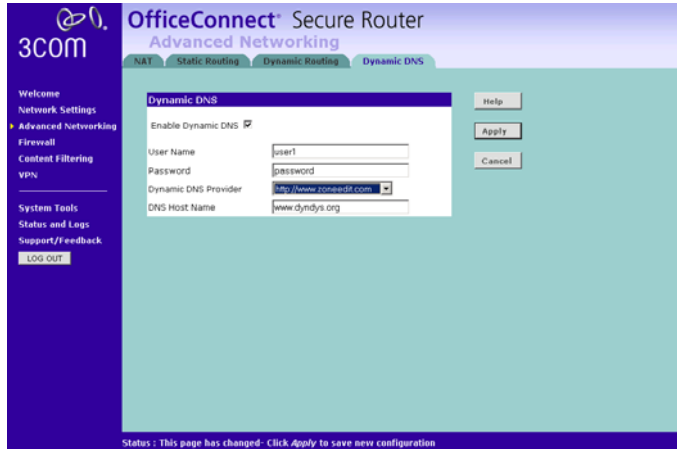 3COM
OfficeConnect® Secure Router
Advanced Networking
NAT Static Routing Dynamic Routing Dynamic DNS
Welcome
Network Settings
Advanced Networking
Firewall
Content Filtering
VPN
System Tools
Status and Logs
Support/Feedback
LOG OUT
Dynamic DNS
Enable Dynamic DNS
User Name user1
Password password
Dynamic DNS Provider http://www.zoneedit.com
DNS Host Name www.dyndys.org
Help
Apply
Cancel
Status : This page has changed- Click Apply to save new configuration